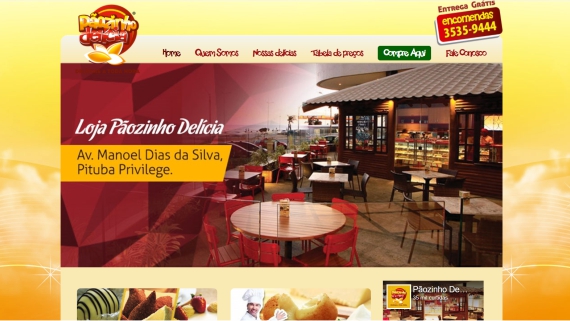 Pãozinho
delícia
Entrega Grátis
encomendas
3535-9444
Home Quem Somos Nossas delícias Tabela de preços Compre Aqui Fale Conosco
Loja Pãozinho Delícia
Av. Manoel Dias da Silva,
Pituba Privilege.
Pãozinho De...
35 mil curtidas